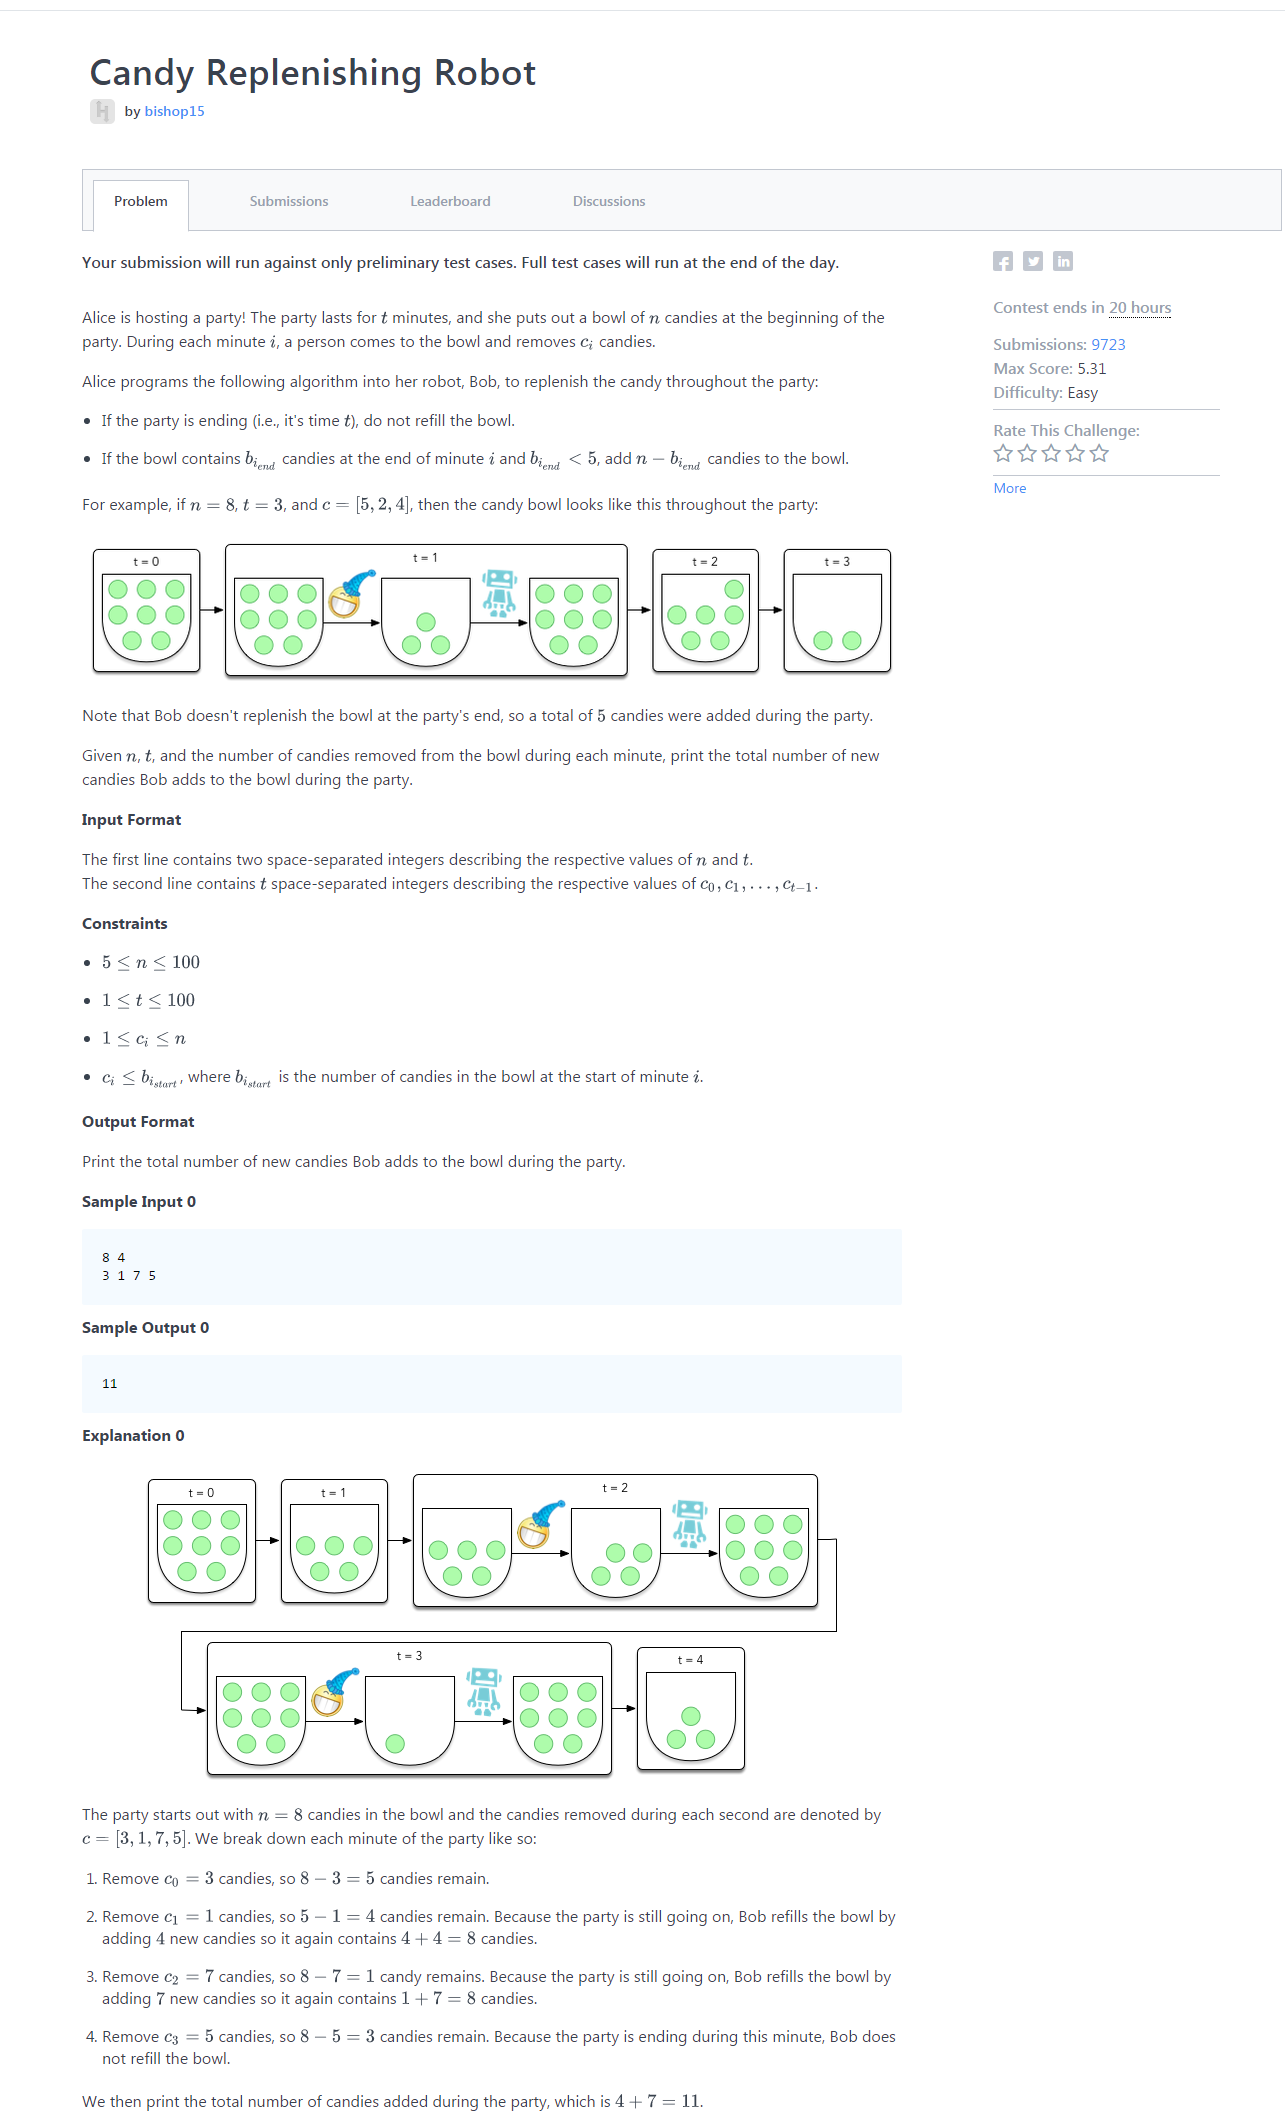 Candy Replenishing Robot
by bishop15
Problem Submissions Leaderboard Discussions
Your submission will run against only preliminary test cases. Full test cases will run at the end of the day.
Contest ends in 20 hours
Submissions: 9723
Max Score: 5.31
Difficulty: Easy
Rate This Challenge:
More
Alice is hosting a party! The party lasts for t minutes, and she puts out a bowl of n candies at the beginning of the
party. During each minute i, a person comes to the bowl and removes c_i candies.
Alice programs the following algorithm into her robot, Bob, to replenish the candy throughout the party:
• If the party is ending (i.e., it's time t), do not refill the bowl.
• If the bowl contains b_{i_{end}} candies at the end of minute i and b_{i_{end}} < 5, add n − b_{i_{end}} candies to the bowl.
For example, if n = 8, t = 3, and c = [5, 2, 4], then the candy bowl looks like this throughout the party:
t = 0 t = 1 t = 2 t = 3
Note that Bob doesn't replenish the bowl at the party's end, so a total of 5 candies were added during the party.
Given n, t, and the number of candies removed from the bowl during each minute, print the total number of new
candies Bob adds to the bowl during the party.
Input Format
The first line contains two space-separated integers describing the respective values of n and t.
The second line contains t space-separated integers describing the respective values of c_0, c_1, . . . , c_{t−1}.
Constraints
• 5 ≤ n ≤ 100
• 1 ≤ t ≤ 100
• 1 ≤ c_i ≤ n
• c_i ≤ b_{i_{start}}, where b_{i_{start}} is the number of candies in the bowl at the start of minute i.
Output Format
Print the total number of new candies Bob adds to the bowl during the party.
Sample Input 0
8 4
3 1 7 5
Sample Output 0
11
Explanation 0
t = 0 t = 1 t = 2
t = 3 t = 4
The party starts out with n = 8 candies in the bowl and the candies removed during each second are denoted by
c = [3, 1, 7, 5]. We break down each minute of the party like so:
1. Remove c_0 = 3 candies, so 8 − 3 = 5 candies remain.
2. Remove c_1 = 1 candies, so 5 − 1 = 4 candies remain. Because the party is still going on, Bob refills the bowl by
adding 4 new candies so it again contains 4 + 4 = 8 candies.
3. Remove c_2 = 7 candies, so 8 − 7 = 1 candy remains. Because the party is still going on, Bob refills the bowl by
adding 7 new candies so it again contains 1 + 7 = 8 candies.
4. Remove c_3 = 5 candies, so 8 − 5 = 3 candies remain. Because the party is ending during this minute, Bob does
not refill the bowl.
We then print the total number of candies added during the party, which is 4 + 7 = 11.